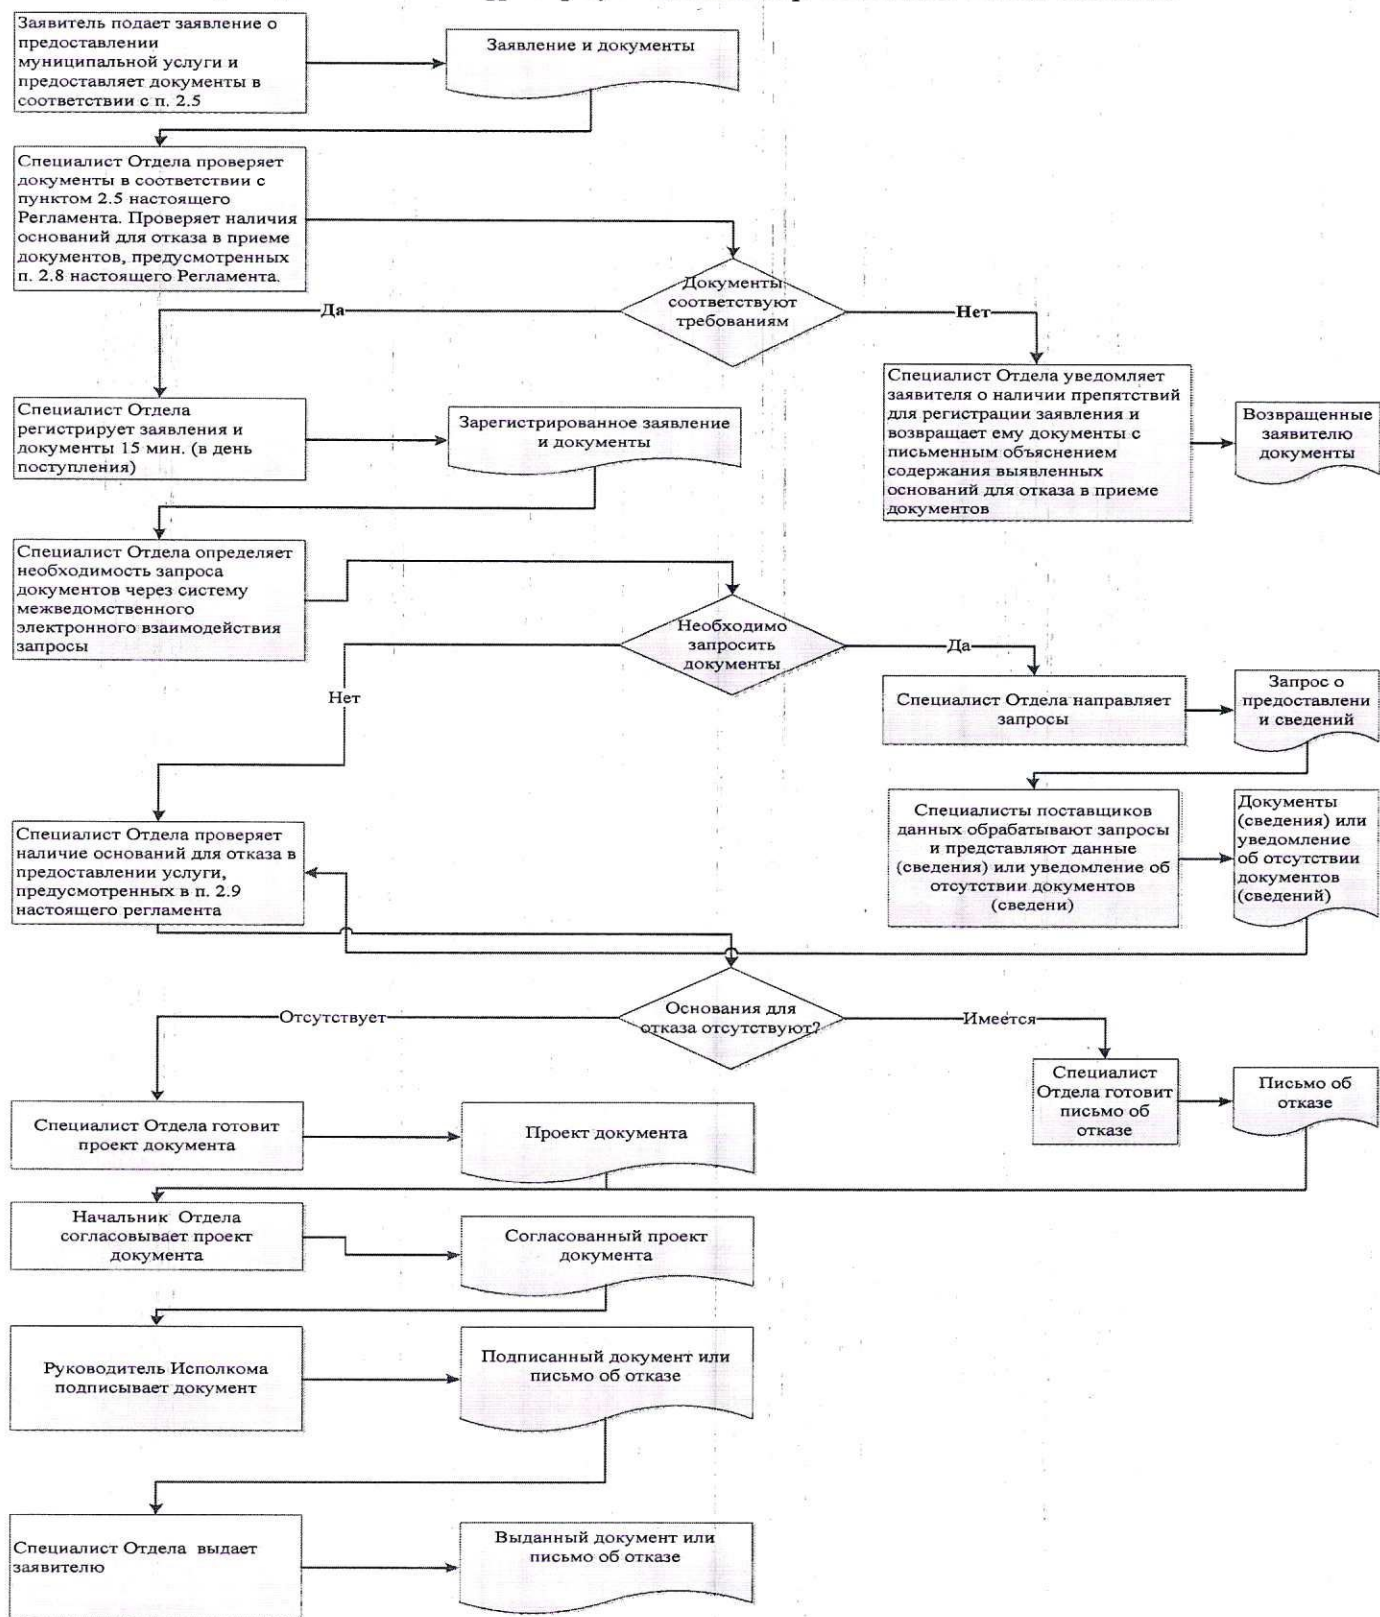 Заявитель подает заявление о
предоставлении
муниципальной услуги и
предоставляет документы в
соответствии с п. 2.5
Заявление и документы
Специалист Отдела проверяет
документы в соответствии с
пунктом 2.5 настоящего
Регламента. Проверяет наличия
оснований для отказа в приеме
документов, предусмотренных
п. 2.8 настоящего Регламента.
Документы
соответствуют
требованиям
Да
Нет
Специалист Отдела
регистрирует заявления и
документы 15 мин. (в день
поступления)
Зарегистрированное заявление
и документы
Специалист Отдела уведомляет
заявителя о наличии препятствий
для регистрации заявления и
возвращает ему документы с
письменным объяснением
содержания выявленных
оснований для отказа в приеме
документов
Возвращенные
заявителю
документы
Специалист Отдела определяет
необходимость запроса
документов через систему
межведомственного
электронного взаимодействия
запросы
Необходимо
запросить
документы
Да
Нет
Специалист Отдела направляет
запросы
Запрос о
предоставлени
и сведений
Специалисты поставщиков
данных обрабатывают запросы
и представляют данные
(сведения) или уведомление об
отсутствии документов
(сведени)
Документы
(сведения) или
уведомление
об отсутствии
документов
(сведений)
Специалист Отдела проверяет
наличие оснований для отказа в
предоставлении услуги,
предусмотренных в п. 2.9
настоящего регламента
Основания для
отказа отсутствуют?
Отсутствует
Имеется
Специалист
Отдела готовит
письмо об
отказе
Письмо об
отказе
Специалист Отдела готовит
проект документа
Проект документа
Начальник Отдела
согласовывает проект
документа
Согласованный проект
документа
Руководитель Исполкома
подписывает документ
Подписанный документ или
письмо об отказе
Специалист Отдела выдает
заявителю
Выданный документ или
письмо об отказе